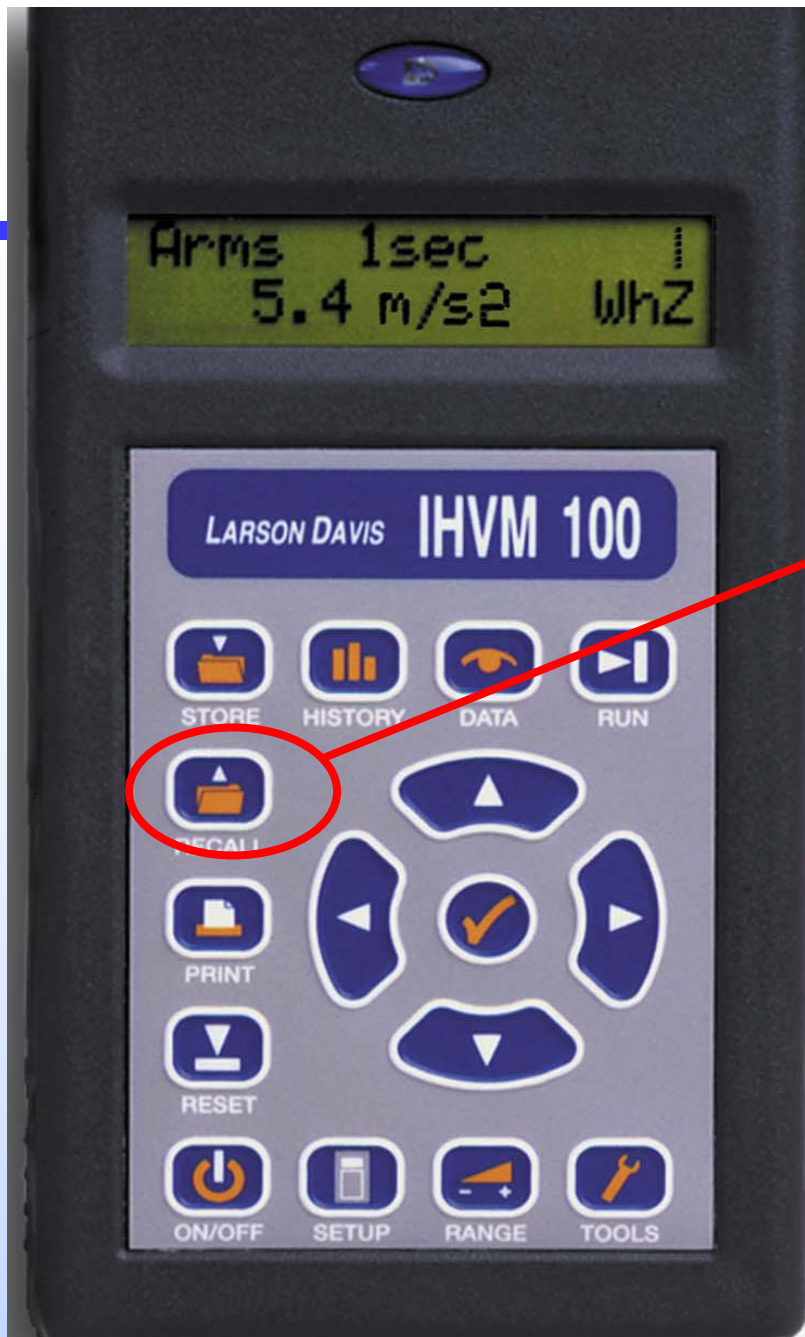 Arms 1sec
5.4 m/s2 WhZ
LARSON DAVIS IHVM 100
STORE HISTORY DATA RUN
RECALL
PRINT
RESET
ON/OFF SETUP RANGE TOOLS